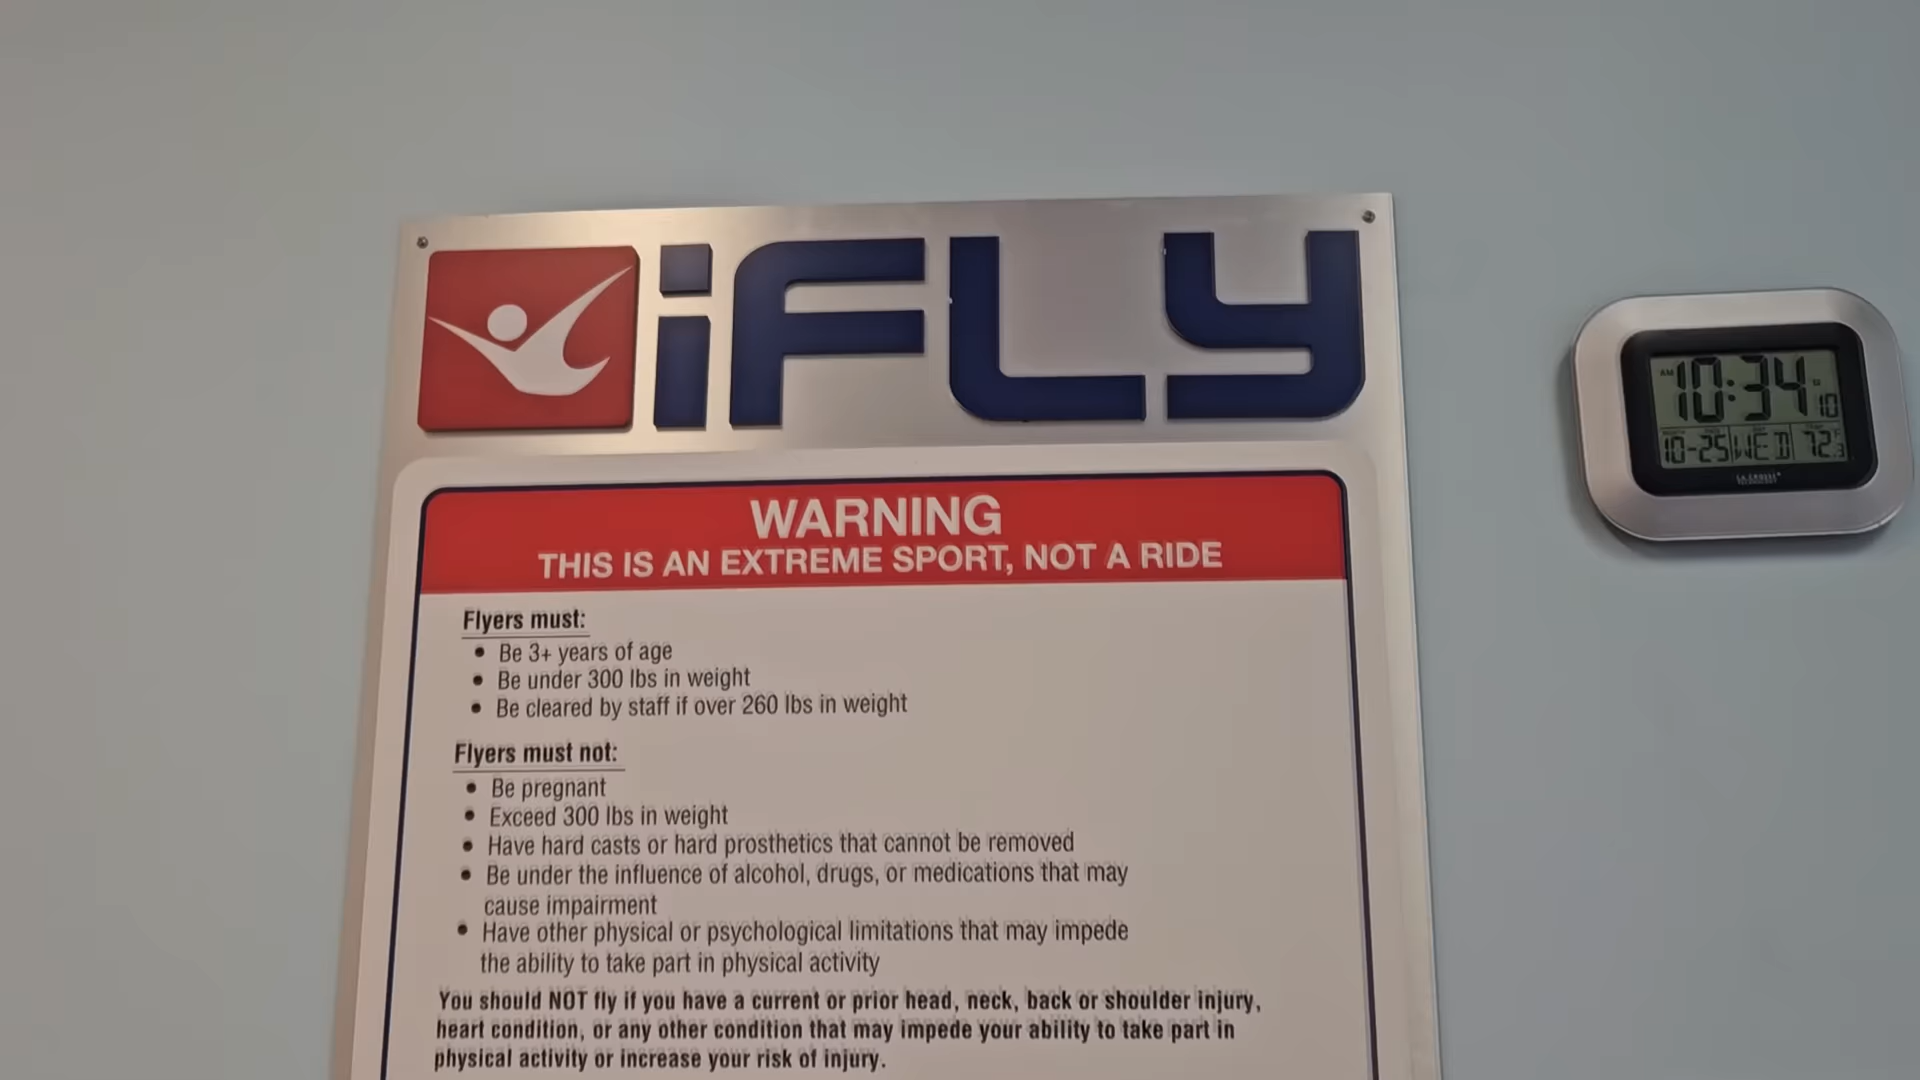 iFLY
WARNING
THIS IS AN EXTREME SPORT, NOT A RIDE
Flyers must:
• Be 3+ years of age
• Be under 300 lbs in weight
• Be cleared by staff if over 260 lbs in weight
Flyers must not:
• Be pregnant
• Exceed 300 lbs in weight
• Have hard casts or hard prosthetics that cannot be removed
• Be under the influence of alcohol, drugs, or medications that may
cause impairment
• Have other physical or psychological limitations that may impede
the ability to take part in physical activity
You should NOT fly if you have a current or prior head, neck, back or shoulder injury,
heart condition, or any other condition that may impede your ability to take part in
physical activity or increase your risk of injury.
AM 10:34 10
10-25 WED 72.3
LA CROSSE
TECHNOLOGY